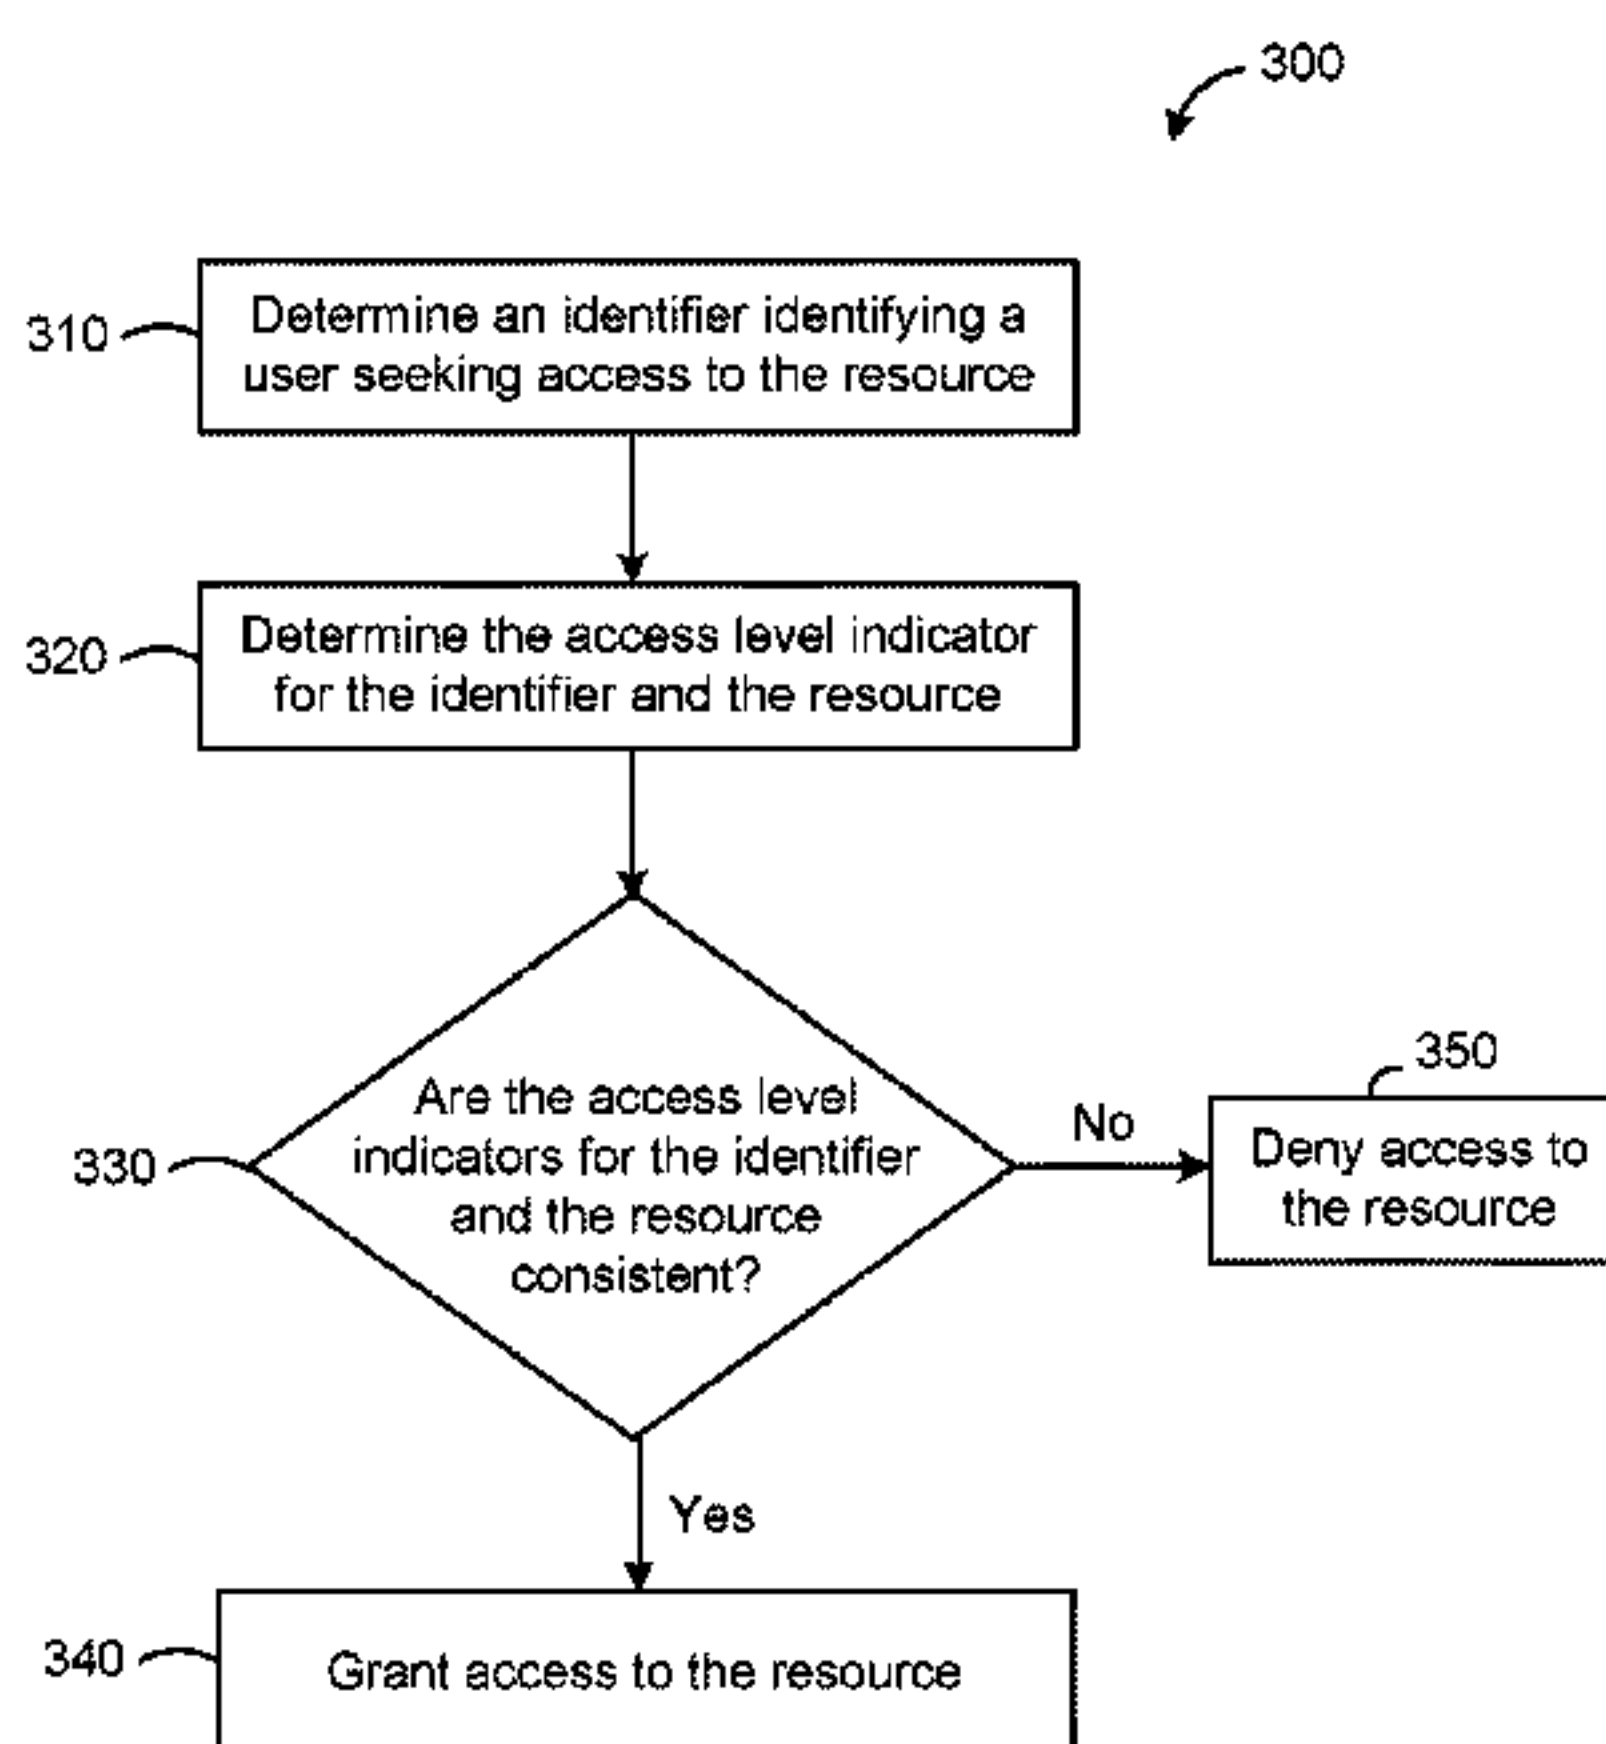 300
310
Determine an identifier identifying a
user seeking access to the resource
320
Determine the access level indicator
for the identifier and the resource
330
Are the access level
indicators for the identifier
and the resource
consistent?
No
350
Deny access to
the resource
Yes
340
Grant access to the resource